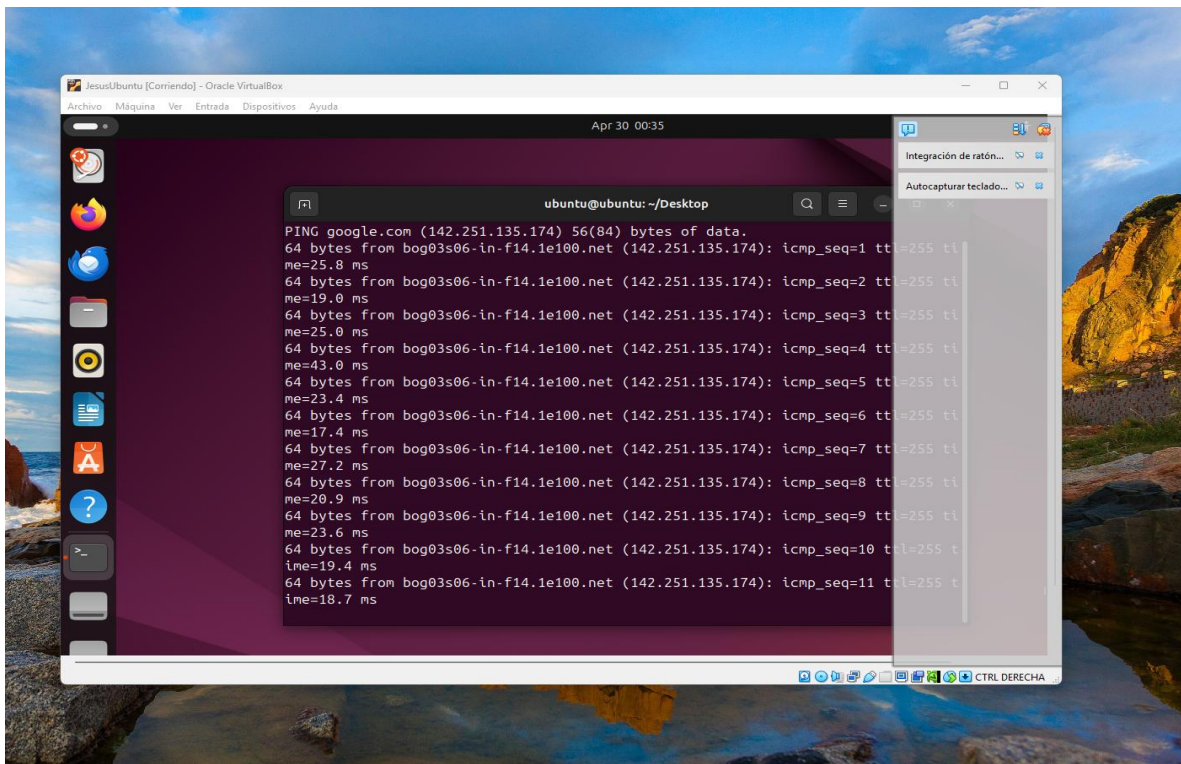 JesusUbuntu [Corriendo] - Oracle VirtualBox
Archivo Máquina Ver Entrada Dispositivos Ayuda
Apr 30 00:35
Integración de ratón...
Autocapturar teclado...
ubuntu@ubuntu: ~/Desktop
PING google.com (142.251.135.174) 56(84) bytes of data.
64 bytes from bog03s06-in-f14.1e100.net (142.251.135.174): icmp_seq=1 ttl=255 ti
me=25.8 ms
64 bytes from bog03s06-in-f14.1e100.net (142.251.135.174): icmp_seq=2 ttl=255 ti
me=19.0 ms
64 bytes from bog03s06-in-f14.1e100.net (142.251.135.174): icmp_seq=3 ttl=255 ti
me=25.0 ms
64 bytes from bog03s06-in-f14.1e100.net (142.251.135.174): icmp_seq=4 ttl=255 ti
me=43.0 ms
64 bytes from bog03s06-in-f14.1e100.net (142.251.135.174): icmp_seq=5 ttl=255 ti
me=23.4 ms
64 bytes from bog03s06-in-f14.1e100.net (142.251.135.174): icmp_seq=6 ttl=255 ti
me=17.4 ms
64 bytes from bog03s06-in-f14.1e100.net (142.251.135.174): icmp_seq=7 ttl=255 ti
me=27.2 ms
64 bytes from bog03s06-in-f14.1e100.net (142.251.135.174): icmp_seq=8 ttl=255 ti
me=20.9 ms
64 bytes from bog03s06-in-f14.1e100.net (142.251.135.174): icmp_seq=9 ttl=255 ti
me=23.6 ms
64 bytes from bog03s06-in-f14.1e100.net (142.251.135.174): icmp_seq=10 ttl=255 t
ime=19.4 ms
64 bytes from bog03s06-in-f14.1e100.net (142.251.135.174): icmp_seq=11 ttl=255 t
ime=18.7 ms
CTRL DERECHA